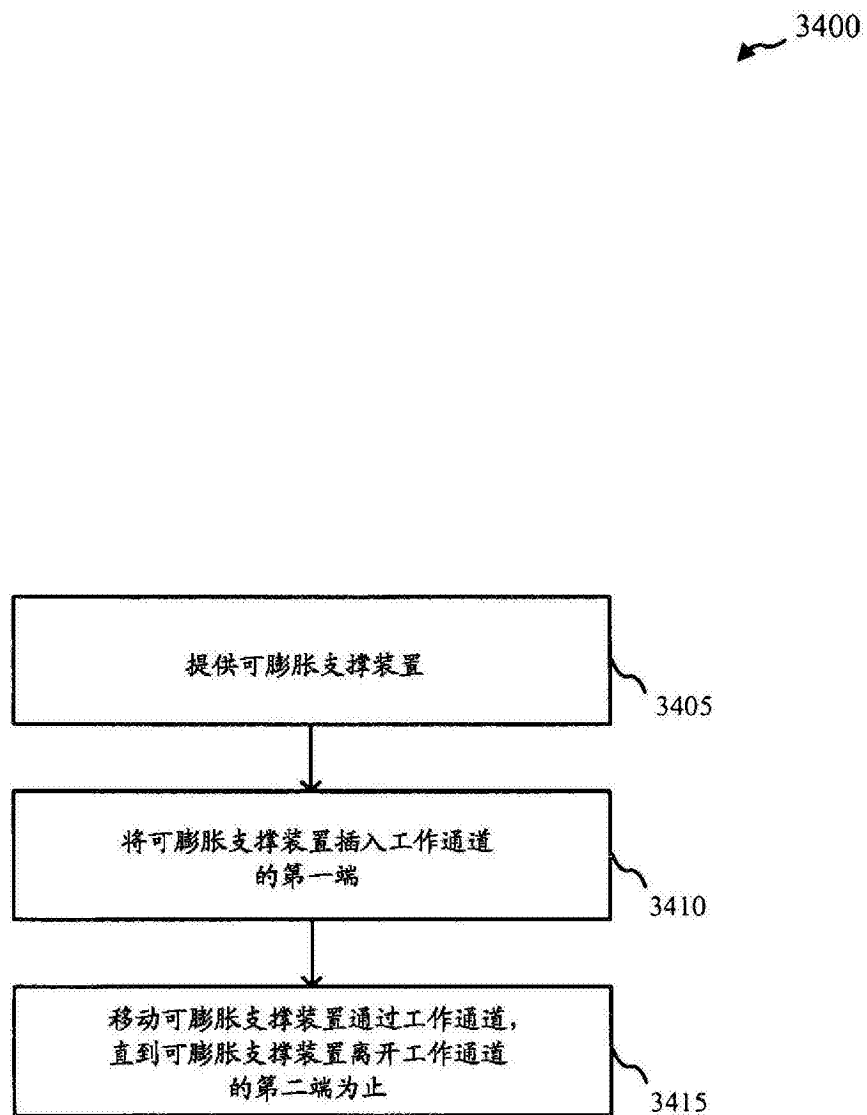 3400
提供可膨胀支撑装置
3405
将可膨胀支撑装置插入工作通道
的第一端
3410
移动可膨胀支撑装置通过工作通道，
直到可膨胀支撑装置离开工作通道
的第二端为止
3415